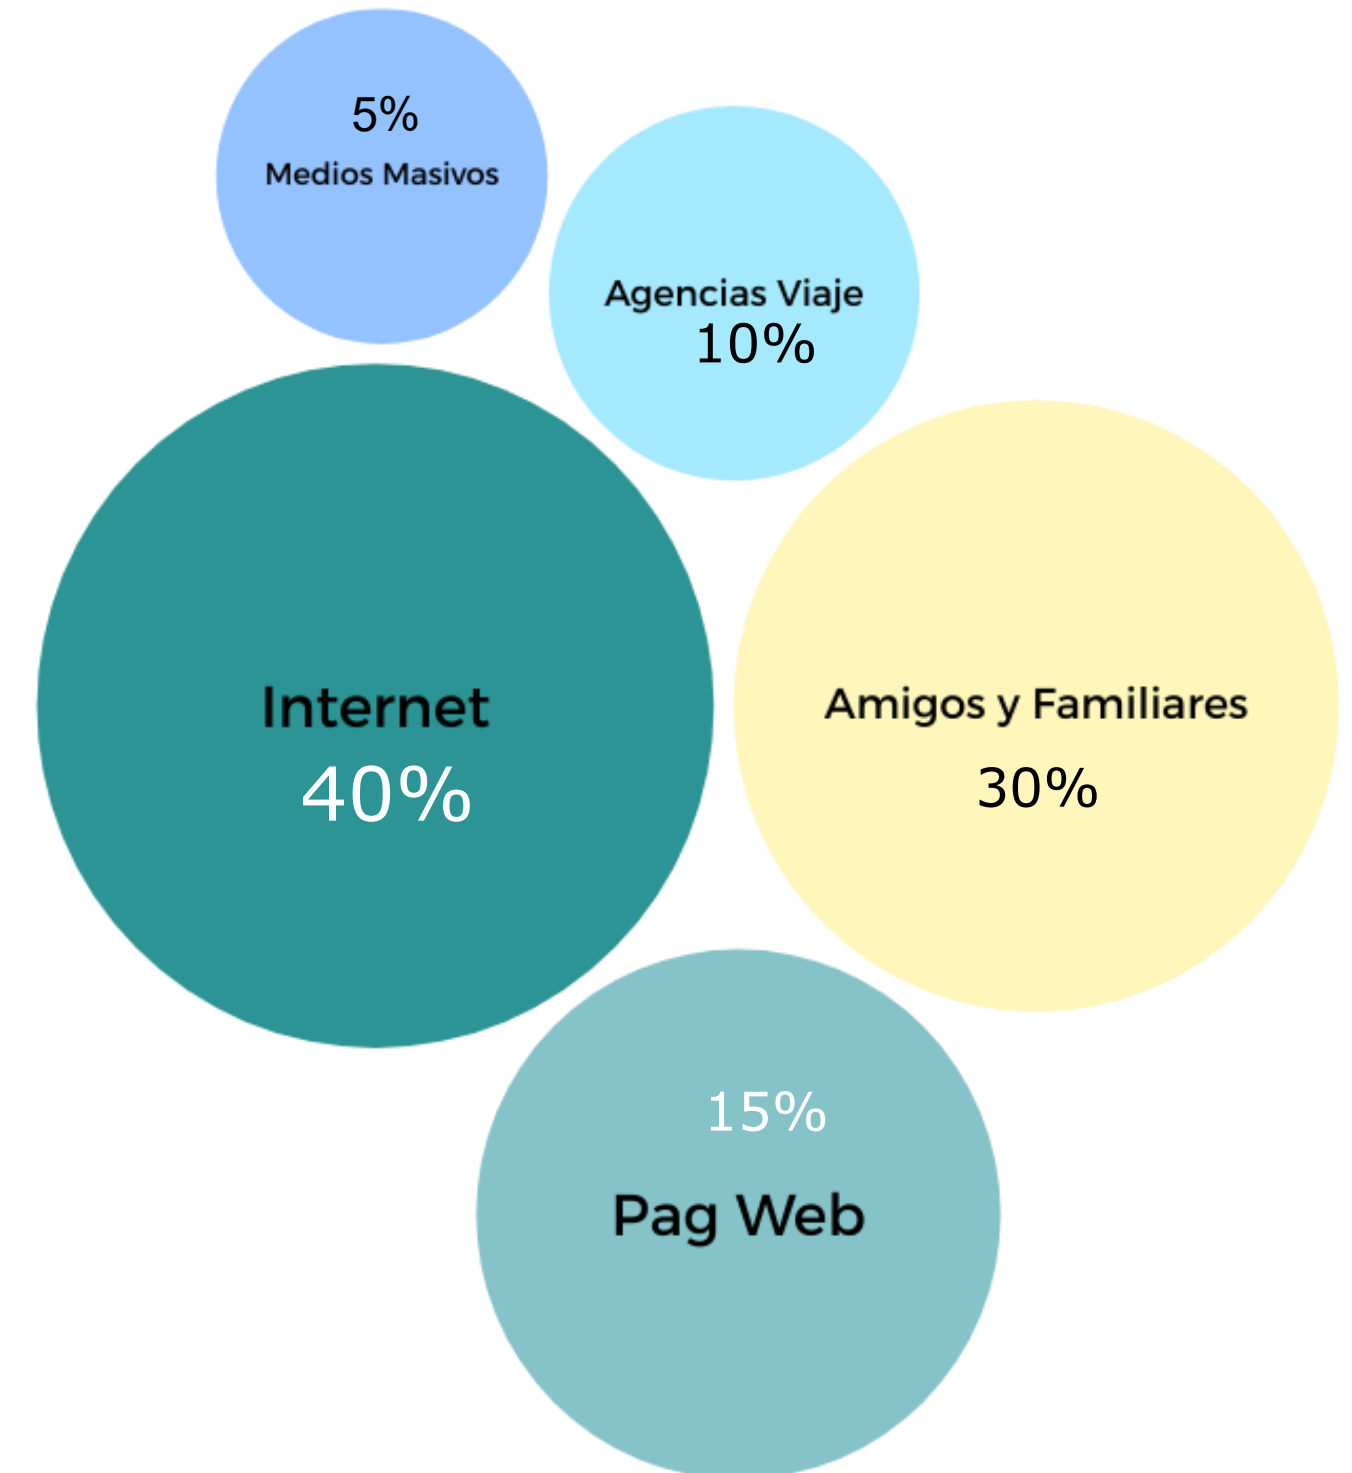 5%
Medios Masivos
Agencias Viaje
10%
Internet
40%
Amigos y Familiares
30%
15%
Pag Web